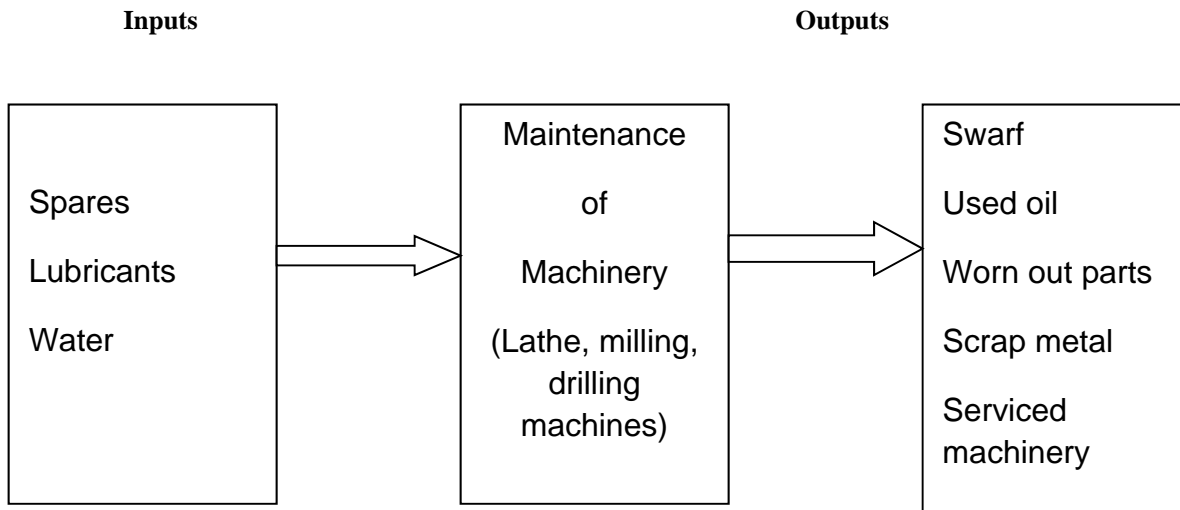 Inputs
Outputs
Spares
Lubricants
Water
Maintenance
of
Machinery
(Lathe, milling,
drilling
machines)
Swarf
Used oil
Worn out parts
Scrap metal
Serviced
machinery